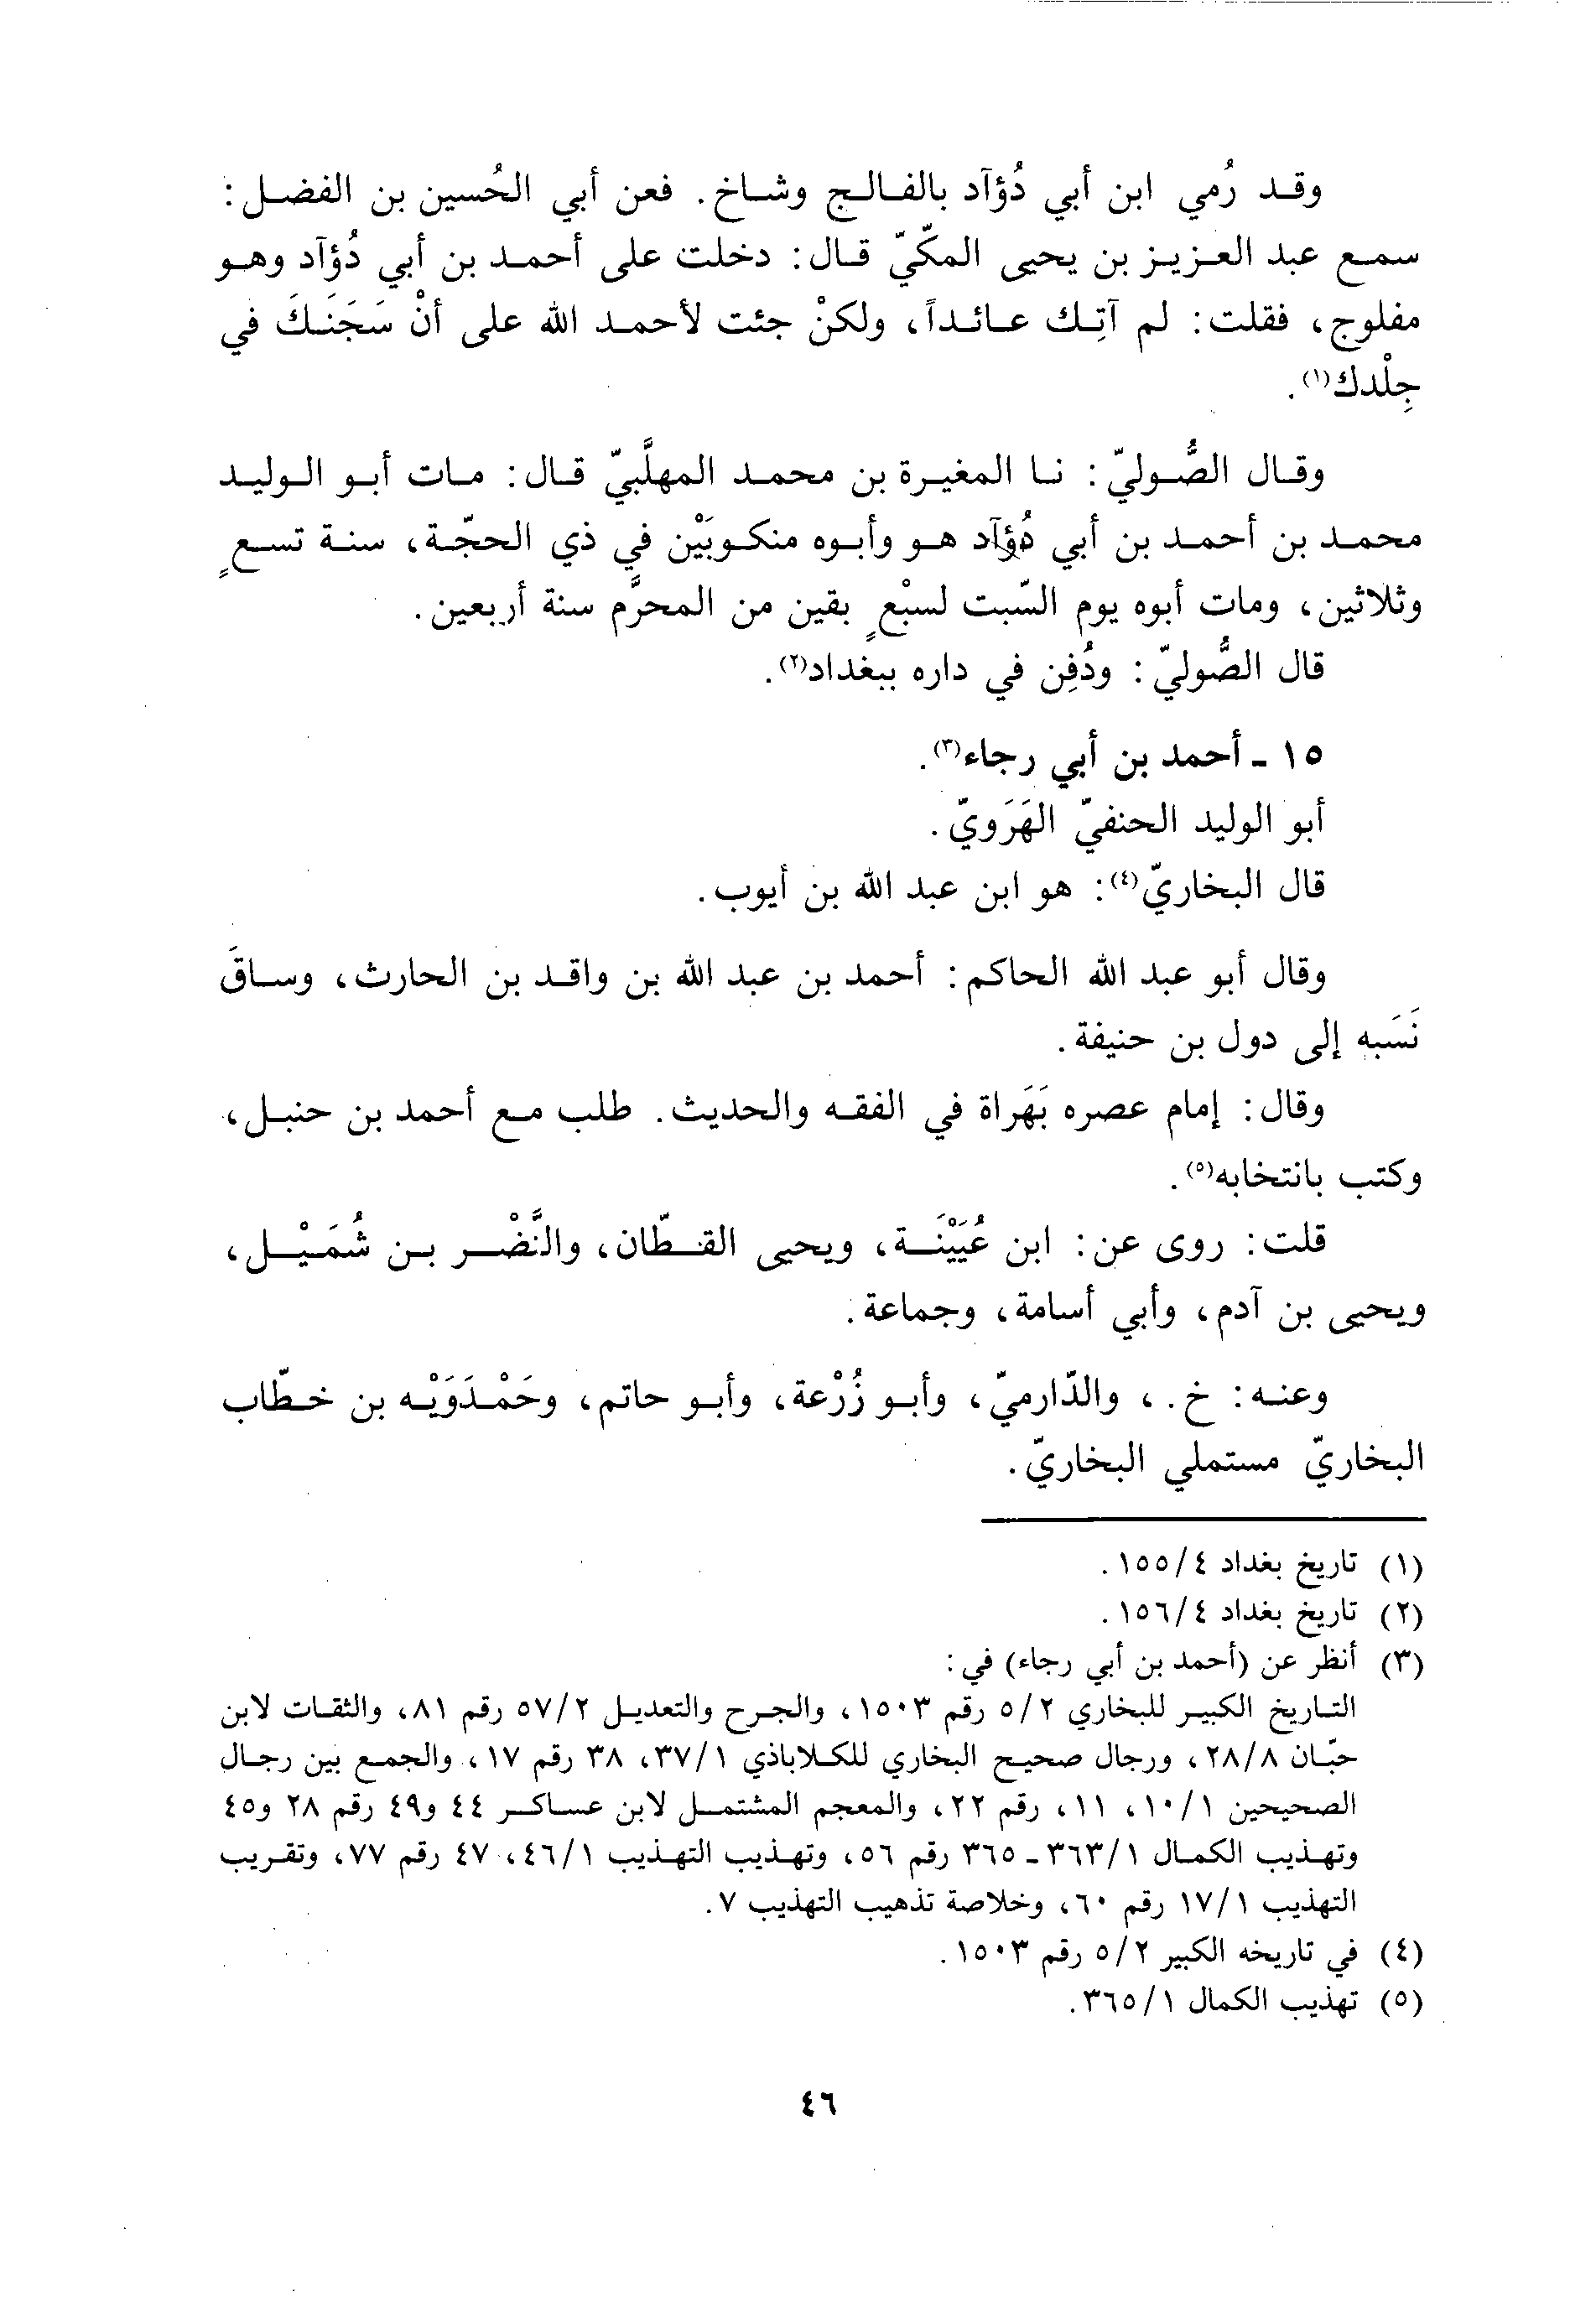 وقد رُمي ابن أبي دُؤآد بالفالج وشاخ. فعن أبي الحُسين بن الفضل:
سمع عبد العزيز بن يحيى المكّيّ قال: دخلت على أحمد بن أبي دُؤآد وهو
مفلوج، فقلت: لم آتِك عائداً، ولكنْ جئت لأحمد الله على أنْ سَجَنَكَ في
جِلْدك(١).
وقال الصُّوليّ: نا المغيرة بن محمد المهلَّبيّ قال: مات أبو الوليد
محمد بن أحمد بن أبي دُؤآد هو وأبوه منكوبَيْن في ذي الحجّة، سنة تسعٍ
وثلاثين، ومات أبوه يوم السّبت لسبْعٍ بقين من المحرَّم سنة أربعين.
قال الصُّوليّ: ودُفِن في داره ببغداد(٢).
١٥ - أحمد بن أبي رجاء(٣).
أبو الوليد الحنفيّ الهَرَويّ.
قال البخاريّ(٤): هو ابن عبد الله بن أيوب.
وقال أبو عبد الله الحاكم: أحمد بن عبد الله بن واقد بن الحارث، وساقَ
نَسَبه إلى دول بن حنيفة.
وقال: إمام عصره بَهَراة في الفقه والحديث. طلب مع أحمد بن حنبل،
وكتب بانتخابه(٥).
قلت: روى عن: ابن عُيَيْنَة، ويحيى القطّان، والنَّضْر بن شُمَيْل،
ويحيى بن آدم، وأبي أسامة، وجماعة.
وعنه: خ.، والدّارميّ، وأبو زُرْعة، وأبو حاتم، وحَمْدَوَيْه بن خطّاب
البخاريّ مستملي البخاريّ.
(١) تاريخ بغداد ٤/١٥٥.
(٢) تاريخ بغداد ٤/١٥٦.
(٣) أنظر عن (أحمد بن أبي رجاء) في:
التاريخ الكبير للبخاري ٢/٥ رقم ١٥٠٣، والجرح والتعديل ٢/٥٧ رقم ٨١، والثقات لابن
حبّان ٨/٢٨، ورجال صحيح البخاري للكلاباذي ١/٣٧، ٣٨ رقم ١٧، والجمع بين رجال
الصحيحين ١/١٠، ١١، رقم ٢٢، والمعجم المشتمل لابن عساكر ٤٤ و٤٩ رقم ٢٨ و٤٥
وتهذيب الكمال ١/٣٦٣ - ٣٦٥ رقم ٥٦، وتهذيب التهذيب ١/٤٦، ٤٧ رقم ٧٧، وتقريب
التهذيب ١/١٧ رقم ٦٠، وخلاصة تذهيب التهذيب ٧.
(٤) في تاريخه الكبير ٢/٥ رقم ١٥٠٣.
(٥) تهذيب الكمال ١/٣٦٥.
٤٦